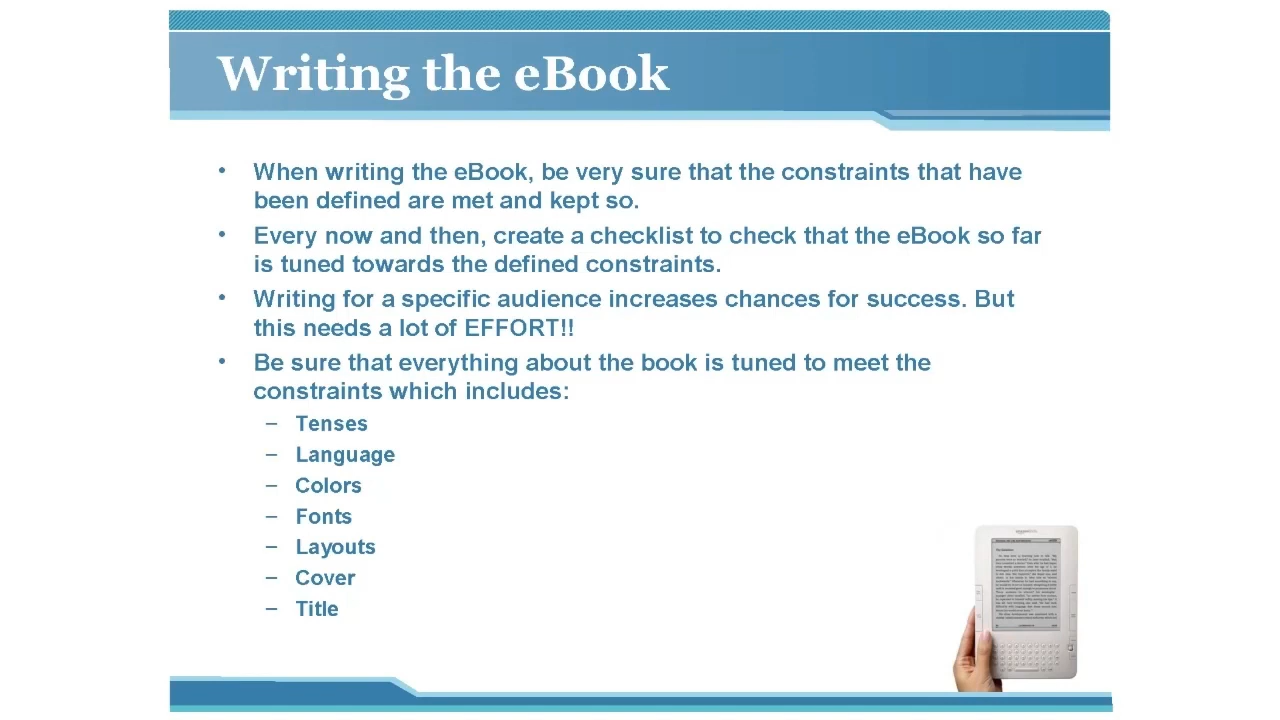 Writing the eBook
• When writing the eBook, be very sure that the constraints that have
been defined are met and kept so.
• Every now and then, create a checklist to check that the eBook so far
is tuned towards the defined constraints.
• Writing for a specific audience increases chances for success. But
this needs a lot of EFFORT!!
• Be sure that everything about the book is tuned to meet the
constraints which includes:
– Tenses
– Language
– Colors
– Fonts
– Layouts
– Cover
– Title